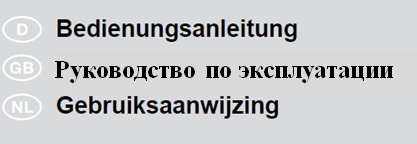 D Bedienungsanleitung
GB Руководство по эксплуатации
NL Gebruiksaanwijzing